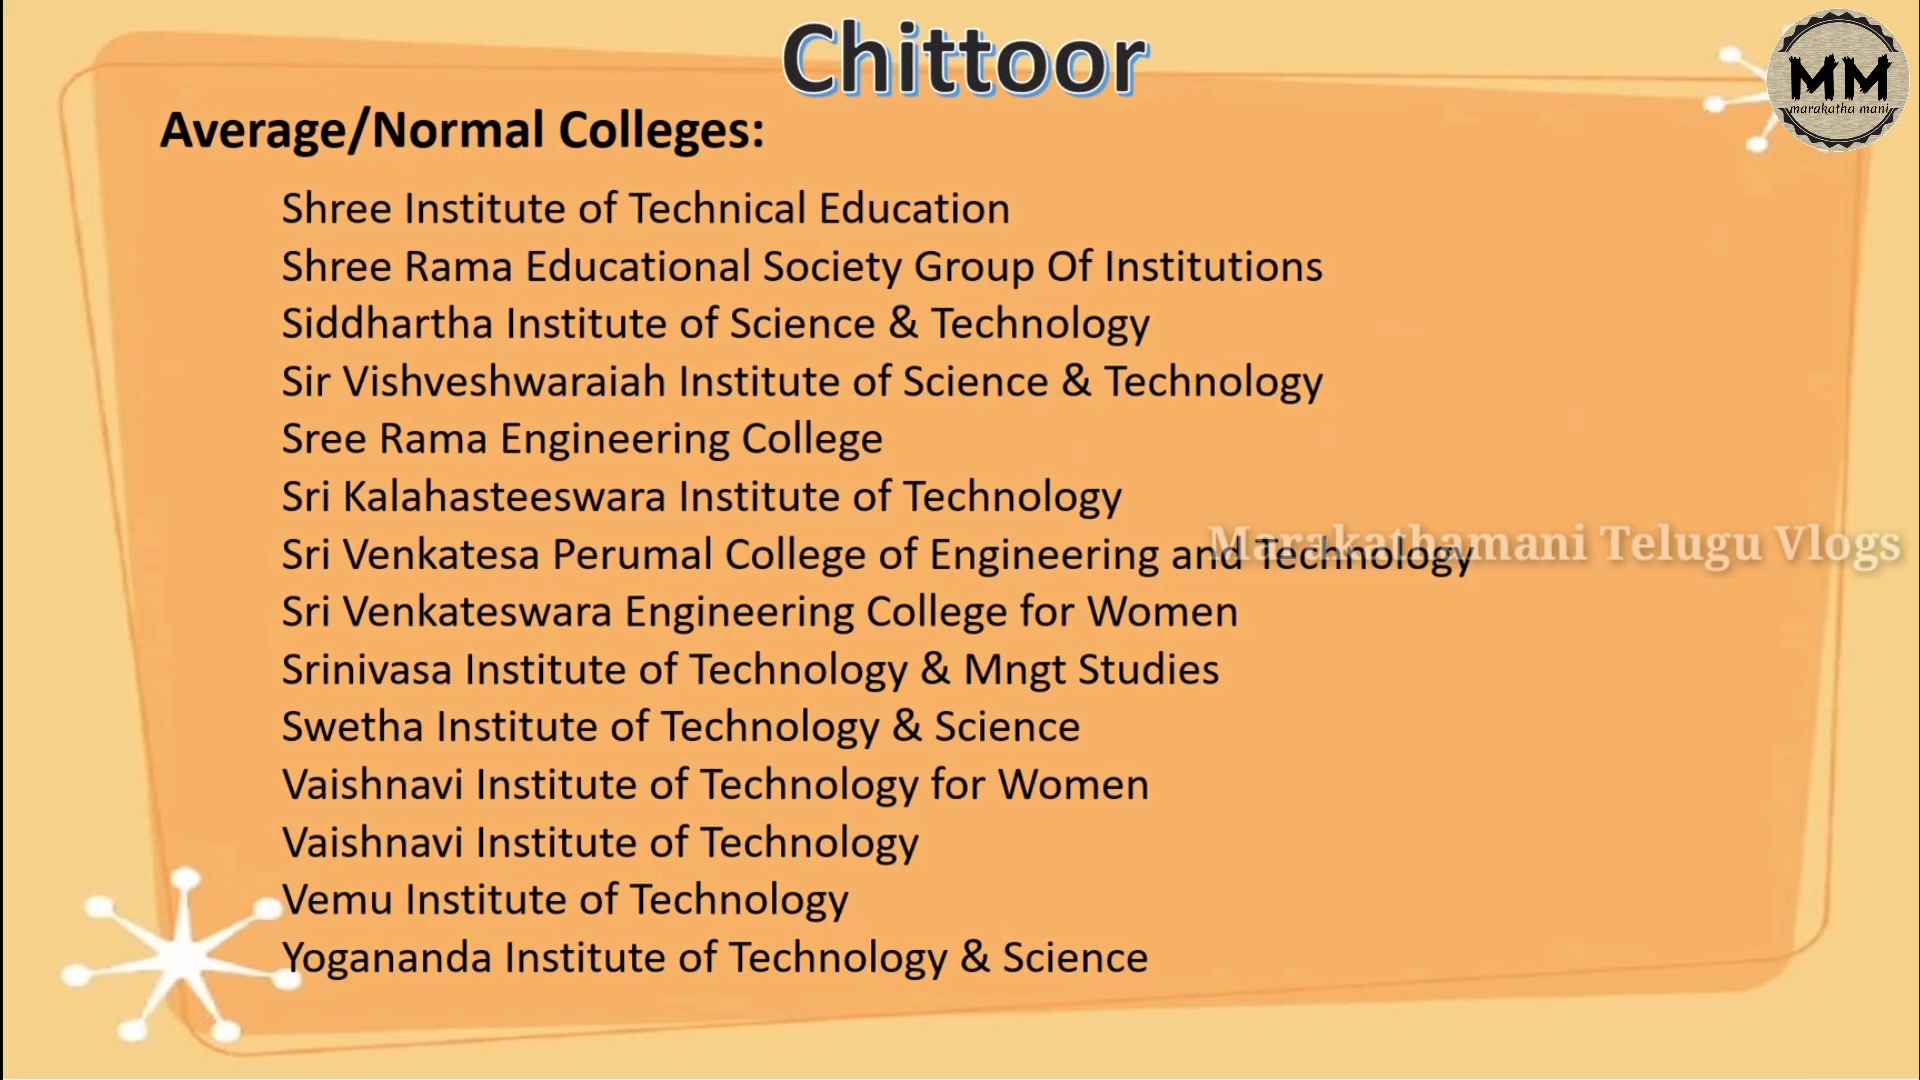 Chittoor
MM
marakatha mani
Average/Normal Colleges:
Shree Institute of Technical Education
Shree Rama Educational Society Group Of Institutions
Siddhartha Institute of Science & Technology
Sir Vishveshwaraiah Institute of Science & Technology
Sree Rama Engineering College
Sri Kalahasteeswara Institute of Technology
Sri Venkatesa Perumal College of Engineering and Technology
Marakathamani Telugu Vlogs
Sri Venkateswara Engineering College for Women
Srinivasa Institute of Technology & Mngt Studies
Swetha Institute of Technology & Science
Vaishnavi Institute of Technology for Women
Vaishnavi Institute of Technology
Vemu Institute of Technology
Yogananda Institute of Technology & Science